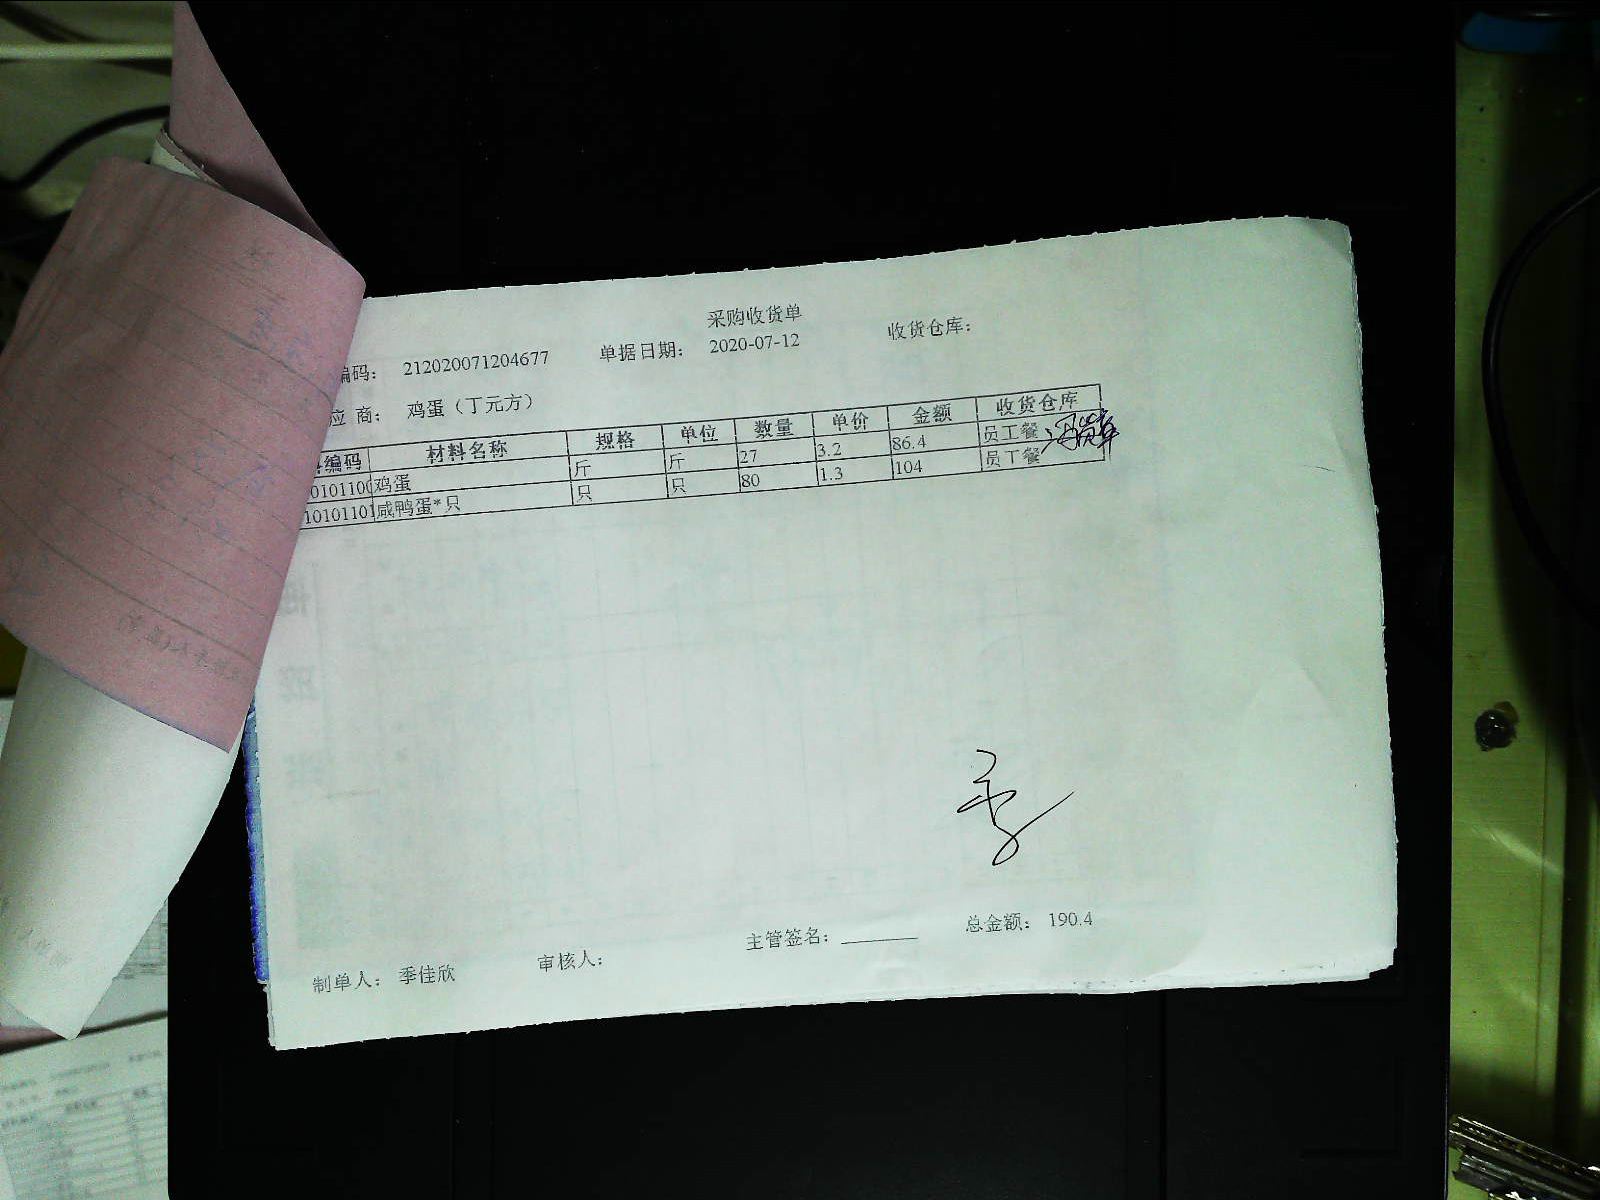 采购收货单
编码： 212020071204677 单据日期： 2020-07-12 收货仓库：
应 商： 鸡蛋（丁元方）
编码 材料名称 规格 单位 数量 单价 金额 收货仓库
0101100 鸡蛋 斤 斤 27 3.2 86.4 员工餐
10101101 咸鸭蛋*只 只 只 80 1.3 104 员工餐
制单人： 季佳欣 审核人： 主管签名： 总金额： 190.4